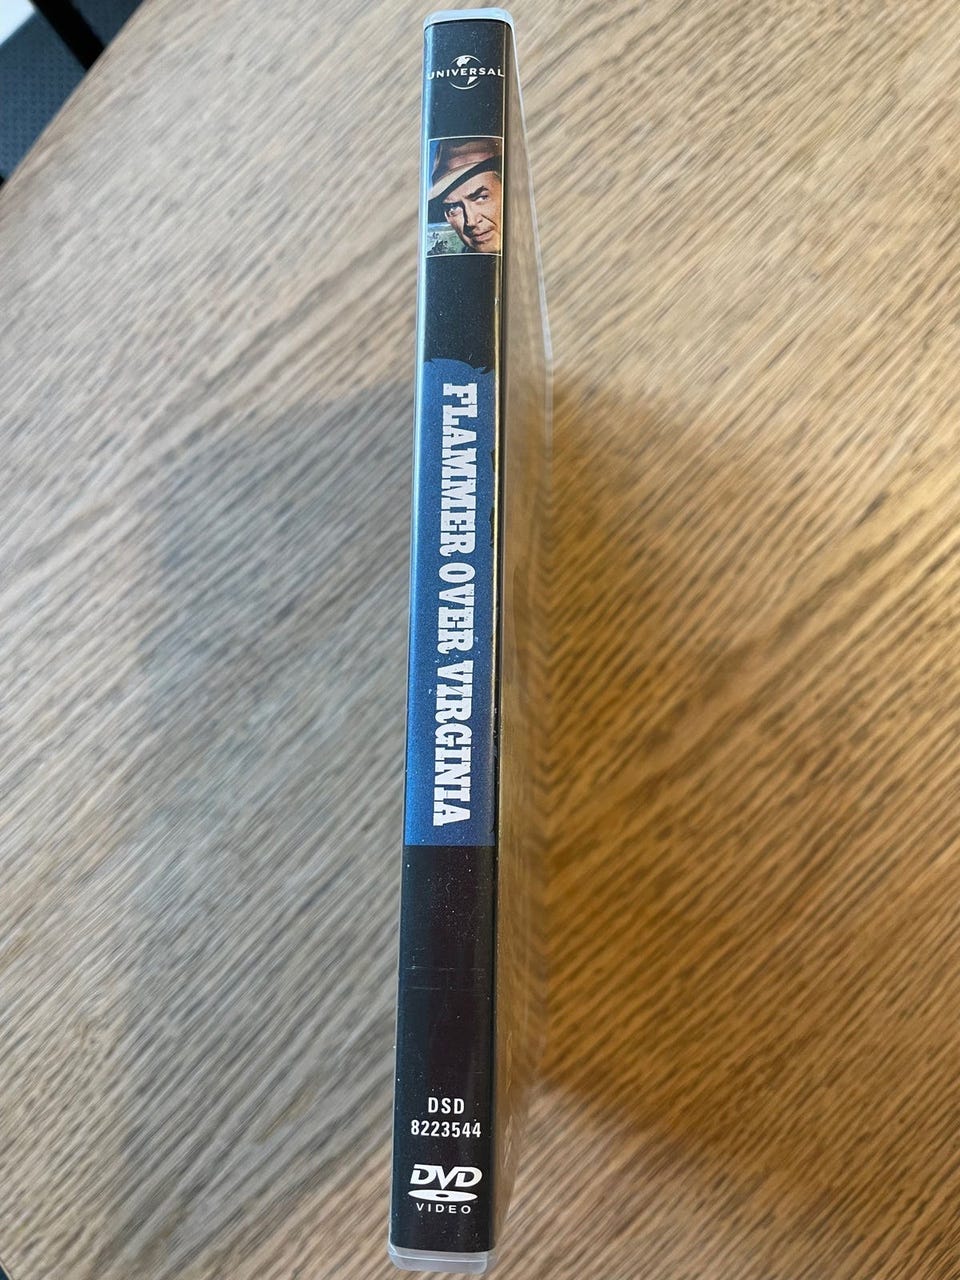 UNIVERSAL
FLAMMER OVER VIRGINIA
DSD
8223544
DVD
VIDEO